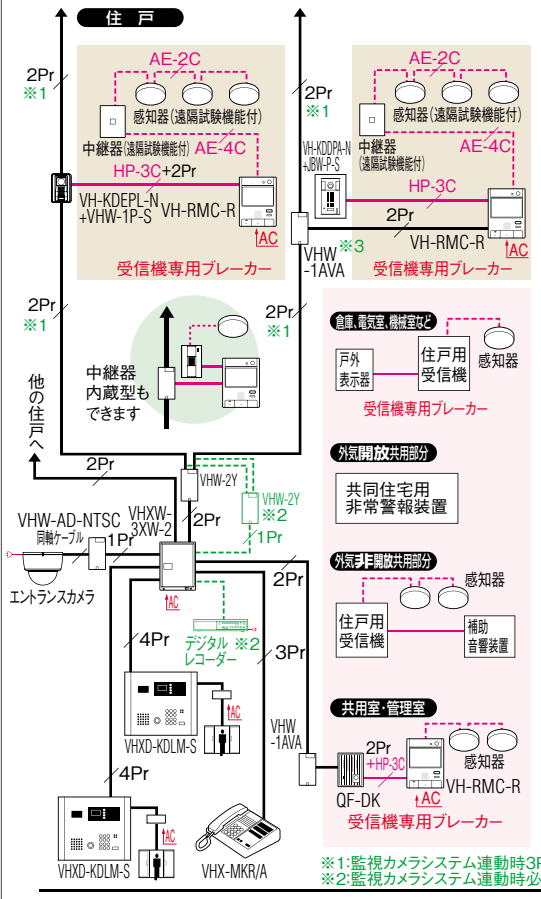 住戸
2Pr
※1
AE-2C
感知器(遠隔試験機能付)
中継器(遠隔試験機能付)
AE-4C
HP-3C+2Pr
VH-KDEPL-N
+VHW-1P-S
VH-RMC-R
AC
受信機専用ブレーカー
2Pr
※1
AE-2C
感知器(遠隔試験機能付)
VH-KDDPA-N
+JBW-P-S
中継器
(遠隔試験機能付)
AE-4C
HP-3C
2Pr
※3
VHW
-1AVA
VH-RMC-R
AC
受信機専用ブレーカー
2Pr
※1
2Pr
※1
中継器
内蔵型も
できます
他の住戸へ
2Pr
VHW-2Y
VHW-2Y
※2
1Pr
VHXW-
3XW-2
2Pr
VHW-AD-NTSC
同軸ケーブル
1Pr
エントランスカメラ
AC
2Pr
4Pr
デジタル
レコーダー
※2
3Pr
VHXD-KDLM-S
AC
4Pr
VHXD-KDLM-S
AC
VHX-MKR/A
VHW
-1AVA
倉庫、電気室、機械室など
戸外
表示器
住戸用
受信機
感知器
受信機専用ブレーカー
外気開放共用部分
共同住宅用
非常警報装置
外気非開放共用部分
感知器
住戸用
受信機
補助
音響装置
共用室・管理室
2Pr
+HP-3C
感知器
QF-DK
VH-RMC-R
AC
受信機専用ブレーカー
※1:監視カメラシステム連動時3P
※2:監視カメラシステム連動時必